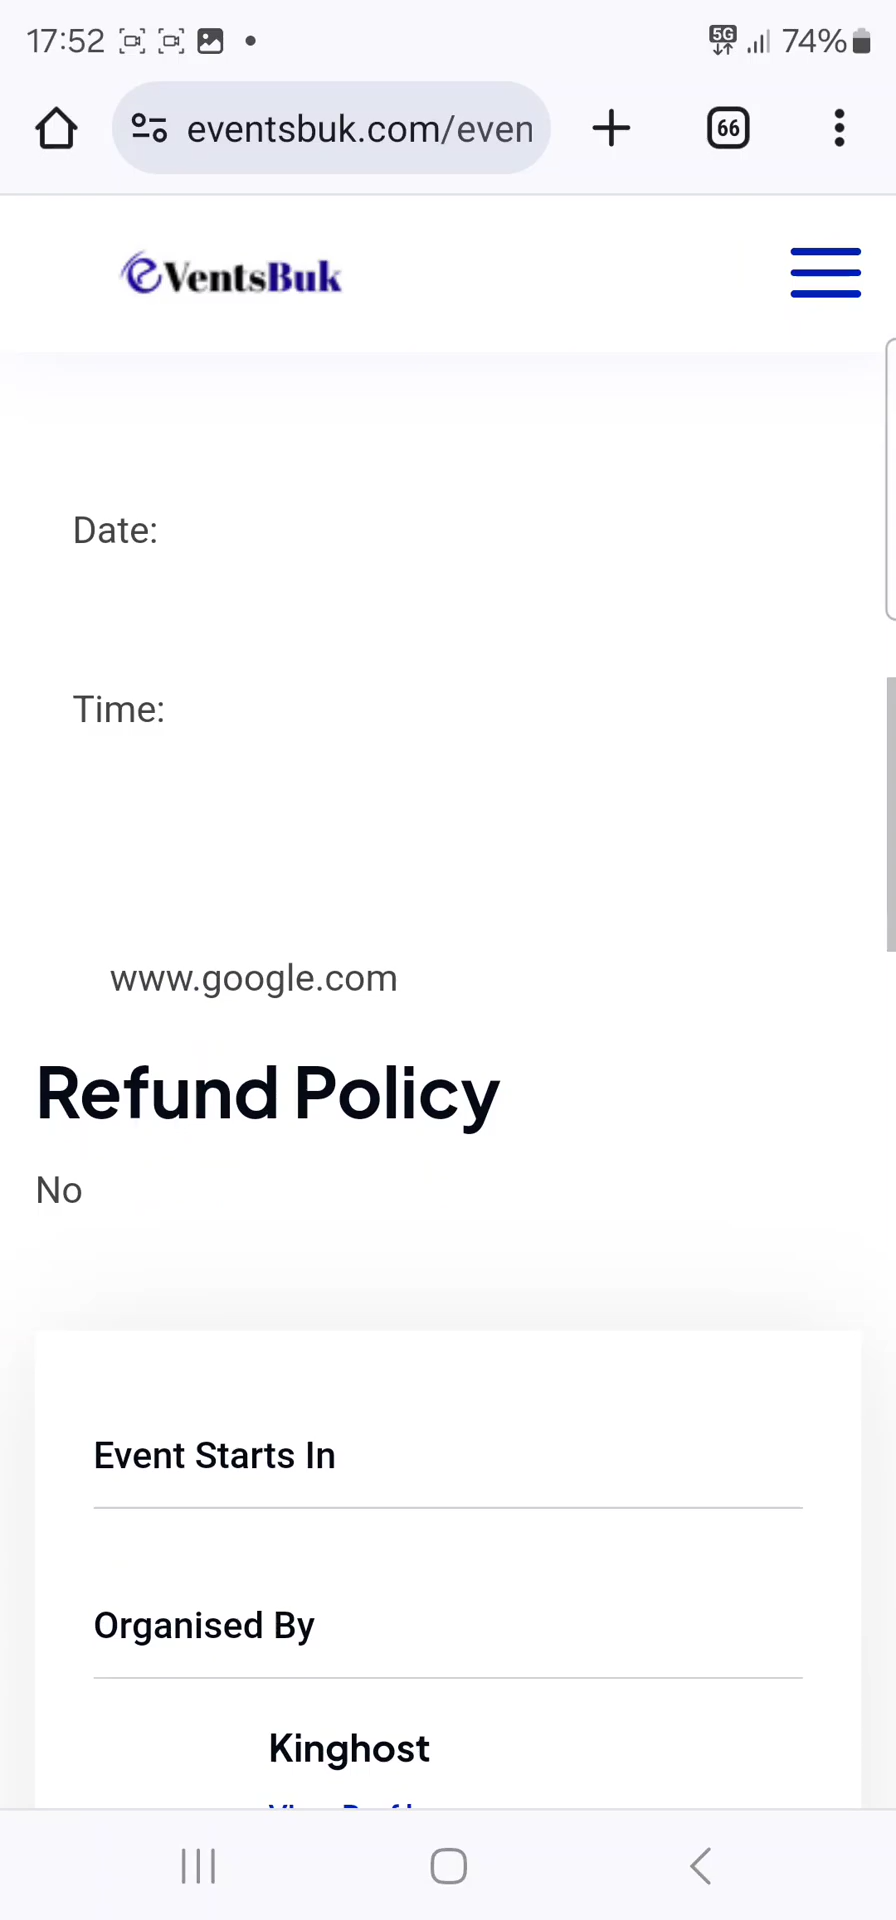 17:52
5G 74%
eventsbuk.com/even
66
eVentsBuk
Date:
Time:
www.google.com
Refund Policy
No
Event Starts In
Organised By
Kinghost